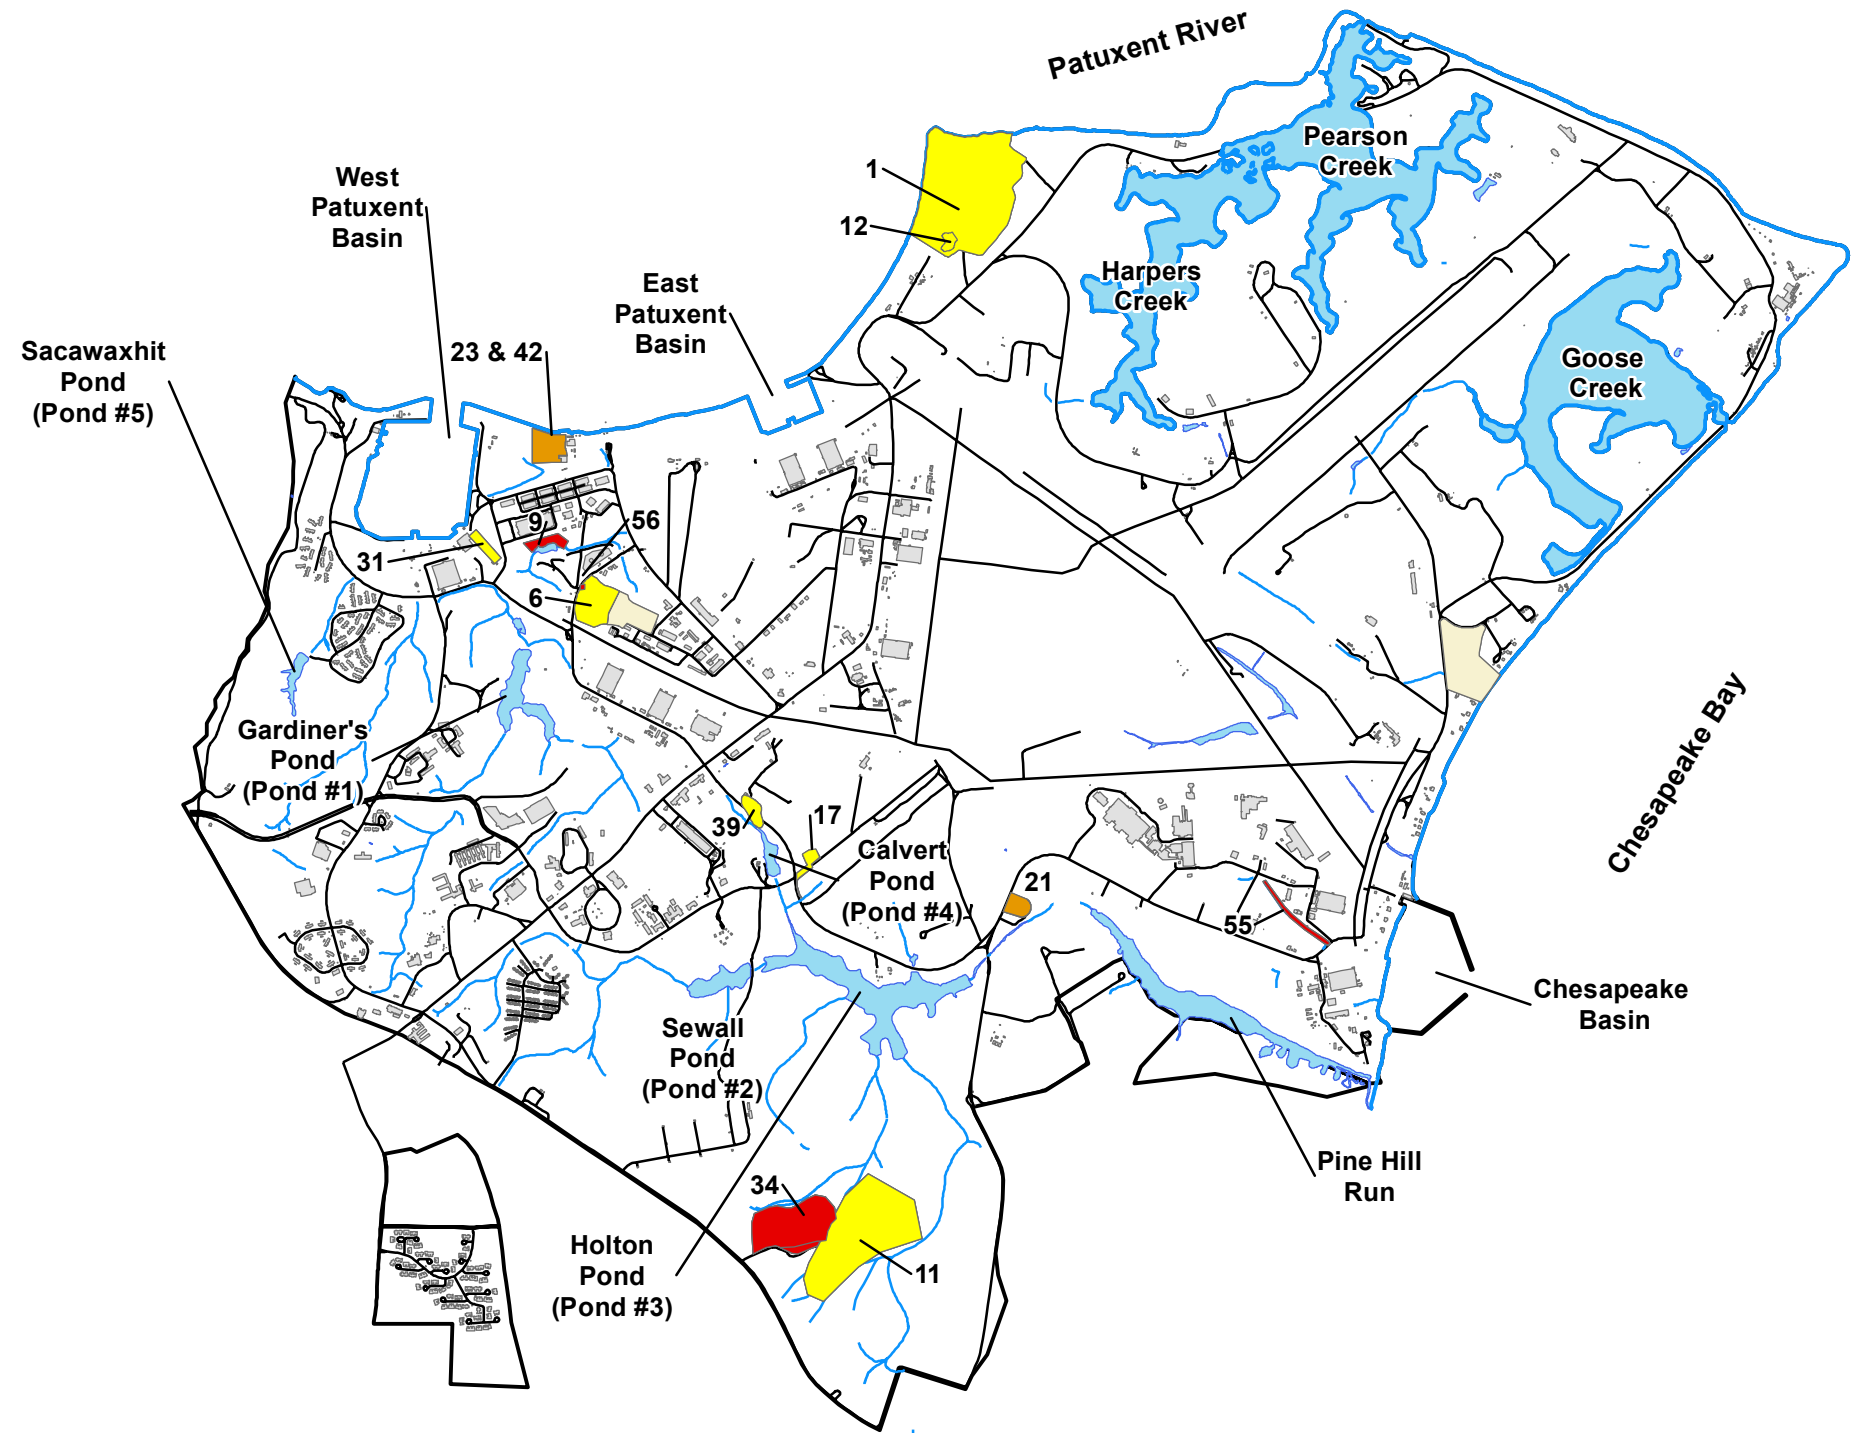 Patuxent River
Pearson
Creek
1
12
West
Patuxent
Basin
Harpers
Creek
East
Patuxent
Basin
Goose
Creek
Sacawaxhit
Pond
(Pond #5)
23 & 42
9
56
31
6
Gardiner's
Pond
(Pond #1)
Chesapeake Bay
39
17
Calvert
Pond
(Pond #4)
21
55
Chesapeake
Basin
Sewall
Pond
(Pond #2)
Pine Hill
Run
34
Holton
Pond
(Pond #3)
11